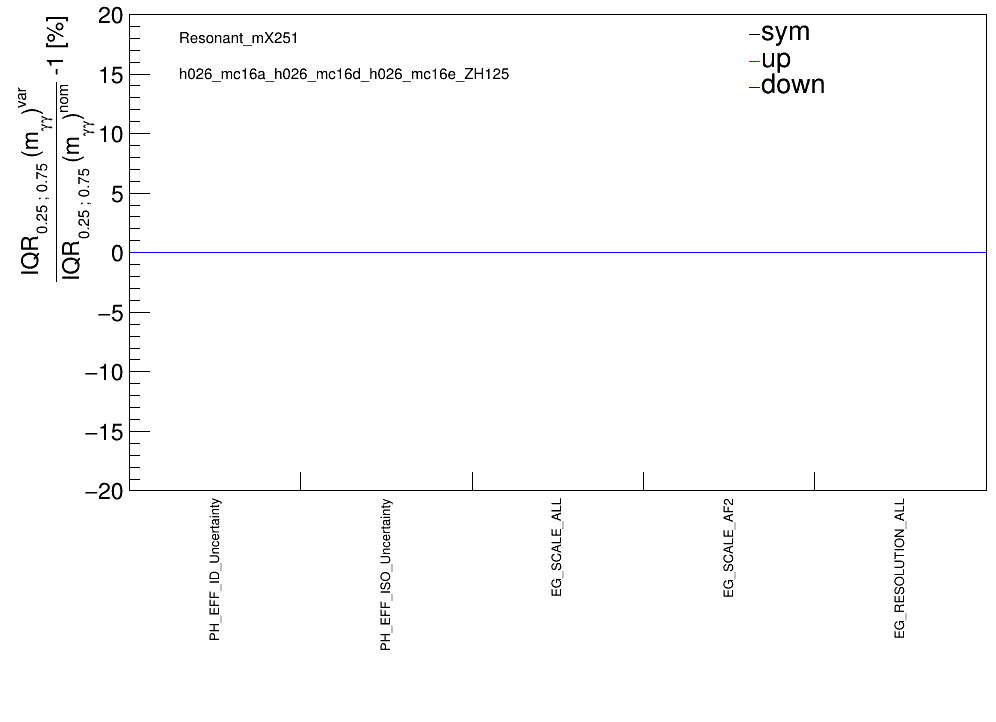 IQR0.25 ; 0.75 (mγγ)var
IQR0.25 ; 0.75 (mγγ)nom -1 [%]
20
15
10
5
0
−5
−10
−15
−20
Resonant_mX251
h026_mc16a_h026_mc16d_h026_mc16e_ZH125
sym
up
down
PH_EFF_ID_Uncertainty
PH_EFF_ISO_Uncertainty
EG_SCALE_ALL
EG_SCALE_AF2
EG_RESOLUTION_ALL